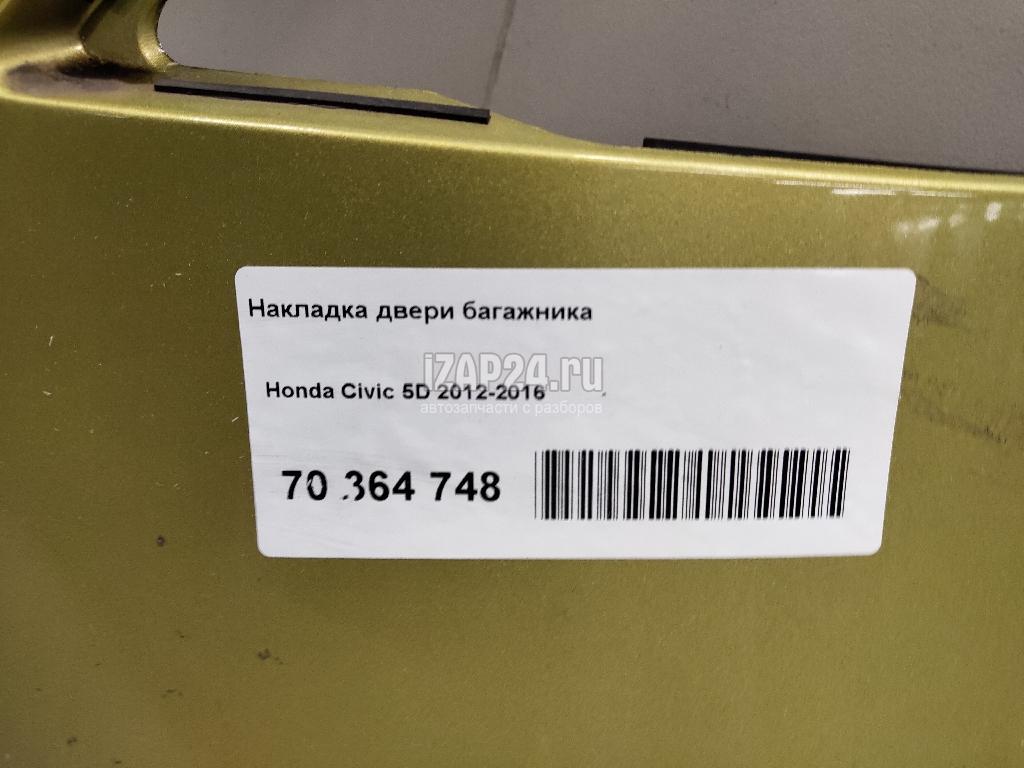 Накладка двери багажника
iZAP24.ru
Honda Civic 5D 2012-2016
автозапчасти с разборов
70 364 748